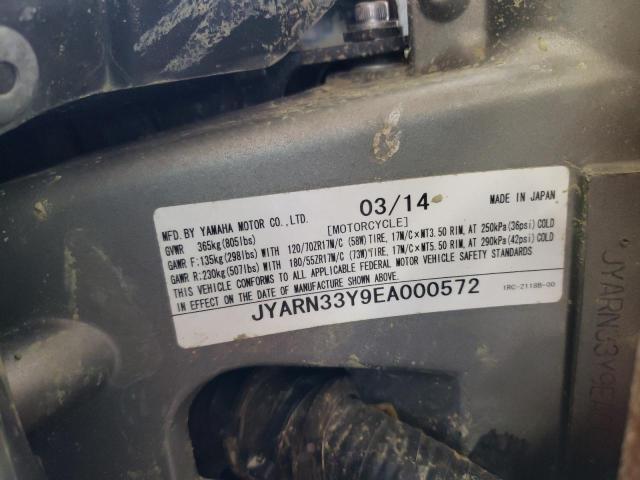 MFD. BY YAMAHA MOTOR CO., LTD. 03/14 MADE IN JAPAN
GVWR 365kg(805lbs) [MOTORCYCLE]
GAWR F: 135kg(298lbs) WITH 120/70ZR17M/C (58W) TIRE, 17M/C×MT3.50 RIM, AT 250kPa(36psi) COLD
GAWR R: 230kg(507lbs) WITH 180/55ZR17M/C (73W) TIRE, 17M/C×MT5.50 RIM, AT 290kPa(42psi) COLD
THIS VEHICLE CONFORMS TO ALL APPLICABLE FEDERAL MOTOR VEHICLE SAFETY STANDARDS
IN EFFECT ON THE DATE OF MANUFACTURE SHOWN ABOVE.
JYARN33Y9EA000572 1RC-2118B-00
JYARN33Y9EA